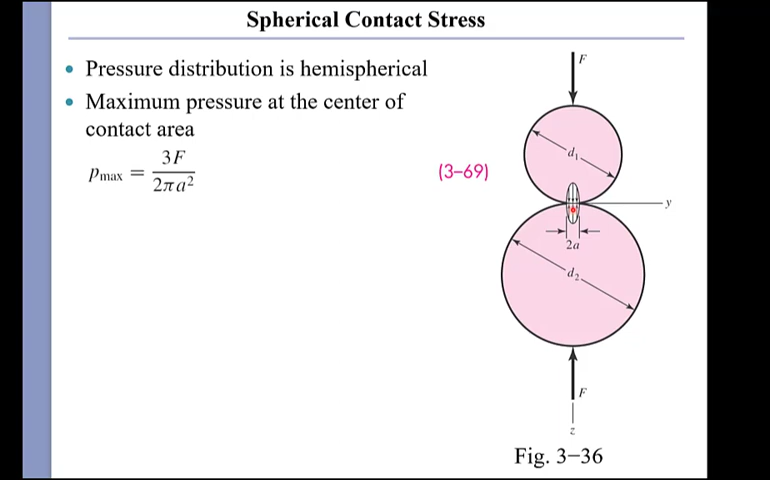 Spherical Contact Stress
• Pressure distribution is hemispherical
• Maximum pressure at the center of
contact area
p_max = 3F / 2πa²
(3–69)
F
d₁
y
2a
d₂
F
z
Fig. 3−36